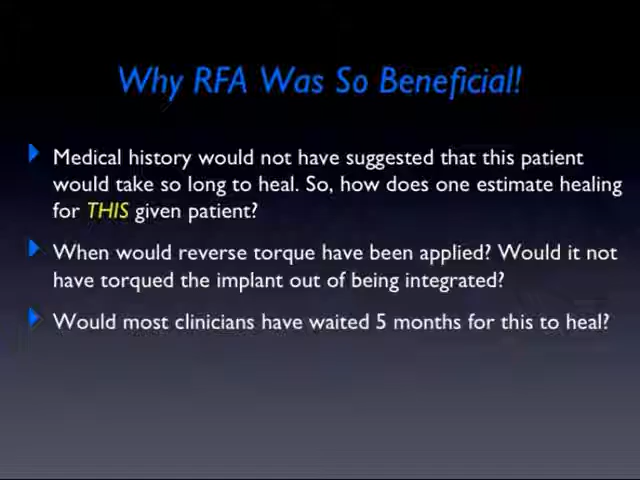 Why RFA Was So Beneficial!
Medical history would not have suggested that this patient
would take so long to heal. So, how does one estimate healing
for THIS given patient?
When would reverse torque have been applied? Would it not
have torqued the implant out of being integrated?
Would most clinicians have waited 5 months for this to heal?